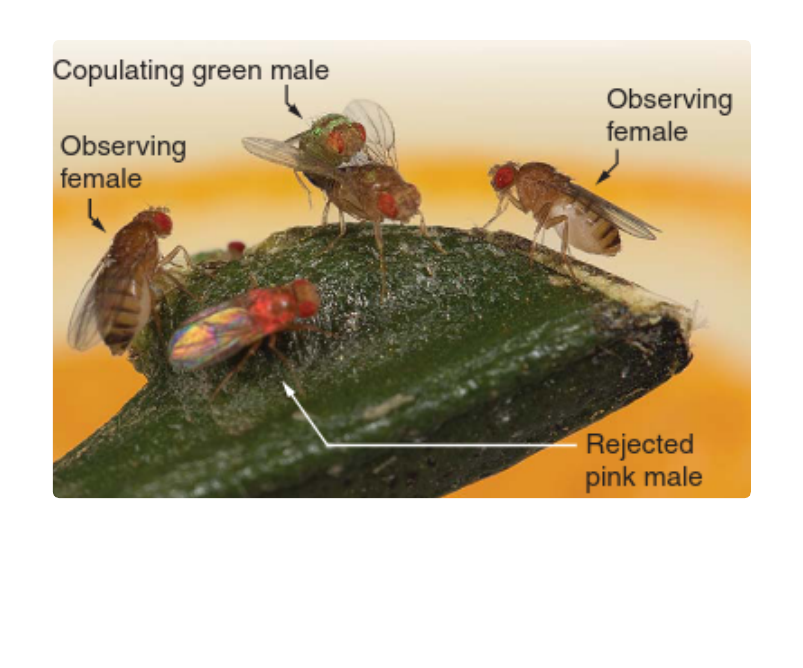 Copulating green male
Observing
female
Observing
female
Rejected
pink male